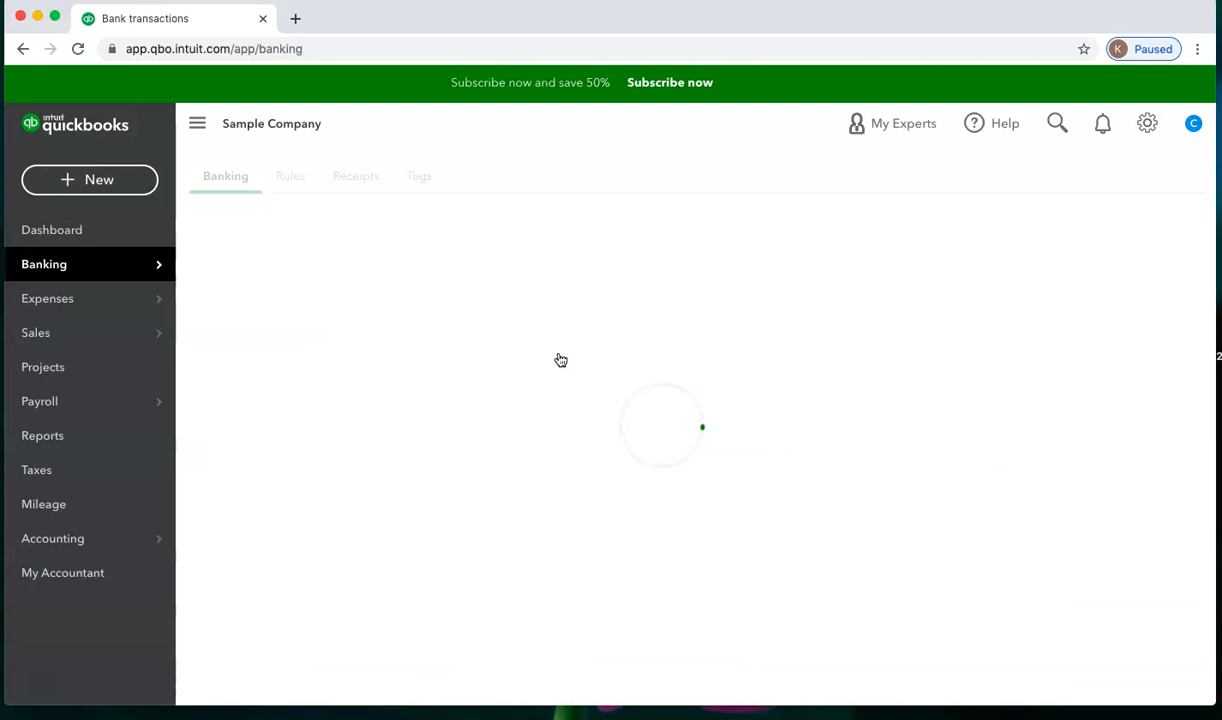 Bank transactions
app.qbo.intuit.com/app/banking
K Paused
Subscribe now and save 50% Subscribe now
qb intuit quickbooks
Sample Company
My Experts
Help
C
+ New
Banking Rules Receipts Tags
Dashboard
Banking
Expenses
Sales
Projects
Payroll
Reports
Taxes
Mileage
Accounting
My Accountant
2